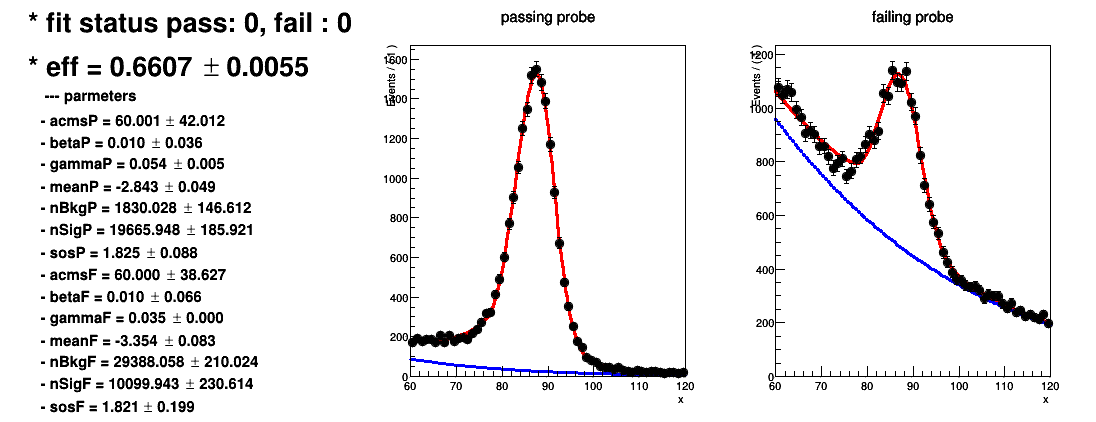 * fit status pass: 0, fail : 0
* eff = 0.6607 ± 0.0055
--- parmeters
- acmsP = 60.001 ± 42.012
- betaP = 0.010 ± 0.036
- gammaP = 0.054 ± 0.005
- meanP = -2.843 ± 0.049
- nBkgP = 1830.028 ± 146.612
- nSigP = 19665.948 ± 185.921
- sosP = 1.825 ± 0.088
- acmsF = 60.000 ± 38.627
- betaF = 0.010 ± 0.066
- gammaF = 0.035 ± 0.000
- meanF = -3.354 ± 0.083
- nBkgF = 29388.058 ± 210.024
- nSigF = 10099.943 ± 230.614
- sosF = 1.821 ± 0.199
passing probe
Events / ( 1 )
1600
1400
1200
1000
800
600
400
200
0
60 70 80 90 100 110 120
x
failing probe
Events / ( 1 )
1200
1000
800
600
400
200
0
60 70 80 90 100 110 120
x